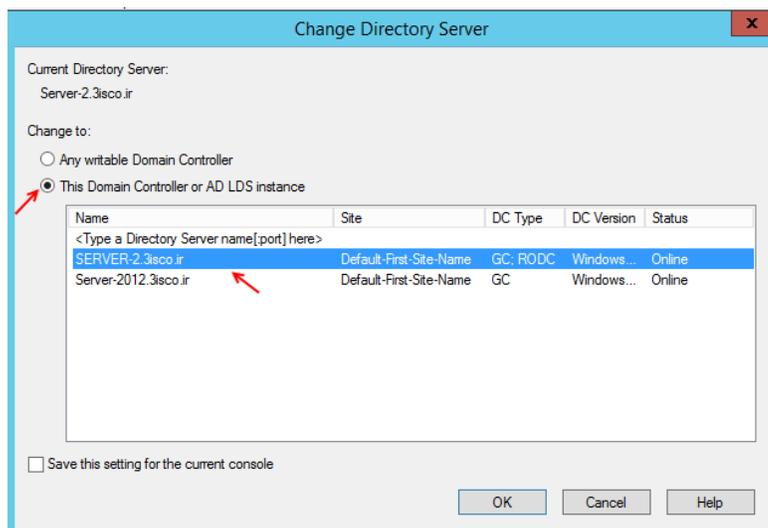 Change Directory Server
x
Current Directory Server:
Server-2.3isco.ir
Change to:
Any writable Domain Controller
This Domain Controller or AD LDS instance
Name Site DC Type DC Version Status
<Type a Directory Server name[:port] here>
SERVER-2.3isco.ir Default-First-Site-Name GC; RODC Windows... Online
Server-2012.3isco.ir Default-First-Site-Name GC Windows... Online
Save this setting for the current console
OK Cancel Help